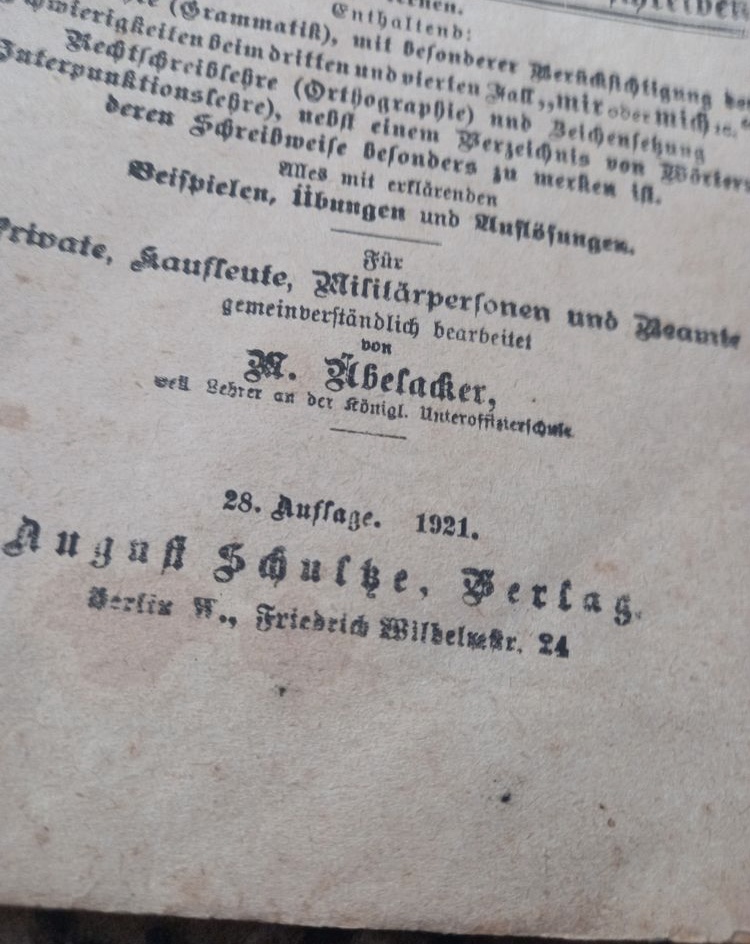 Enthaltend:
(Grammatik), mit besonderer Berücksichtigung
Schwierigkeiten beim dritten und vierten Fall „mir oder mich ꝛc.“
Rechtschreiblehre (Orthographie) und Zeichensetzung
Interpunktionslehre), nebst einem Verzeichnis von Wörtern,
deren Schreibweise besonders zu merken ist.
Alles mit erklärenden
Beispielen, Übungen und Auflösungen.
Für
Private, Kaufleute, Militärpersonen und Beamte
gemeinverständlich bearbeitet
von
M. Äbelacker,
weil Lehrer an der Königl. Unteroffizierschule
28. Auflage. 1921.
August Schultze, Verlag.
Berlin W., Friedrich Wilhelmstr. 24